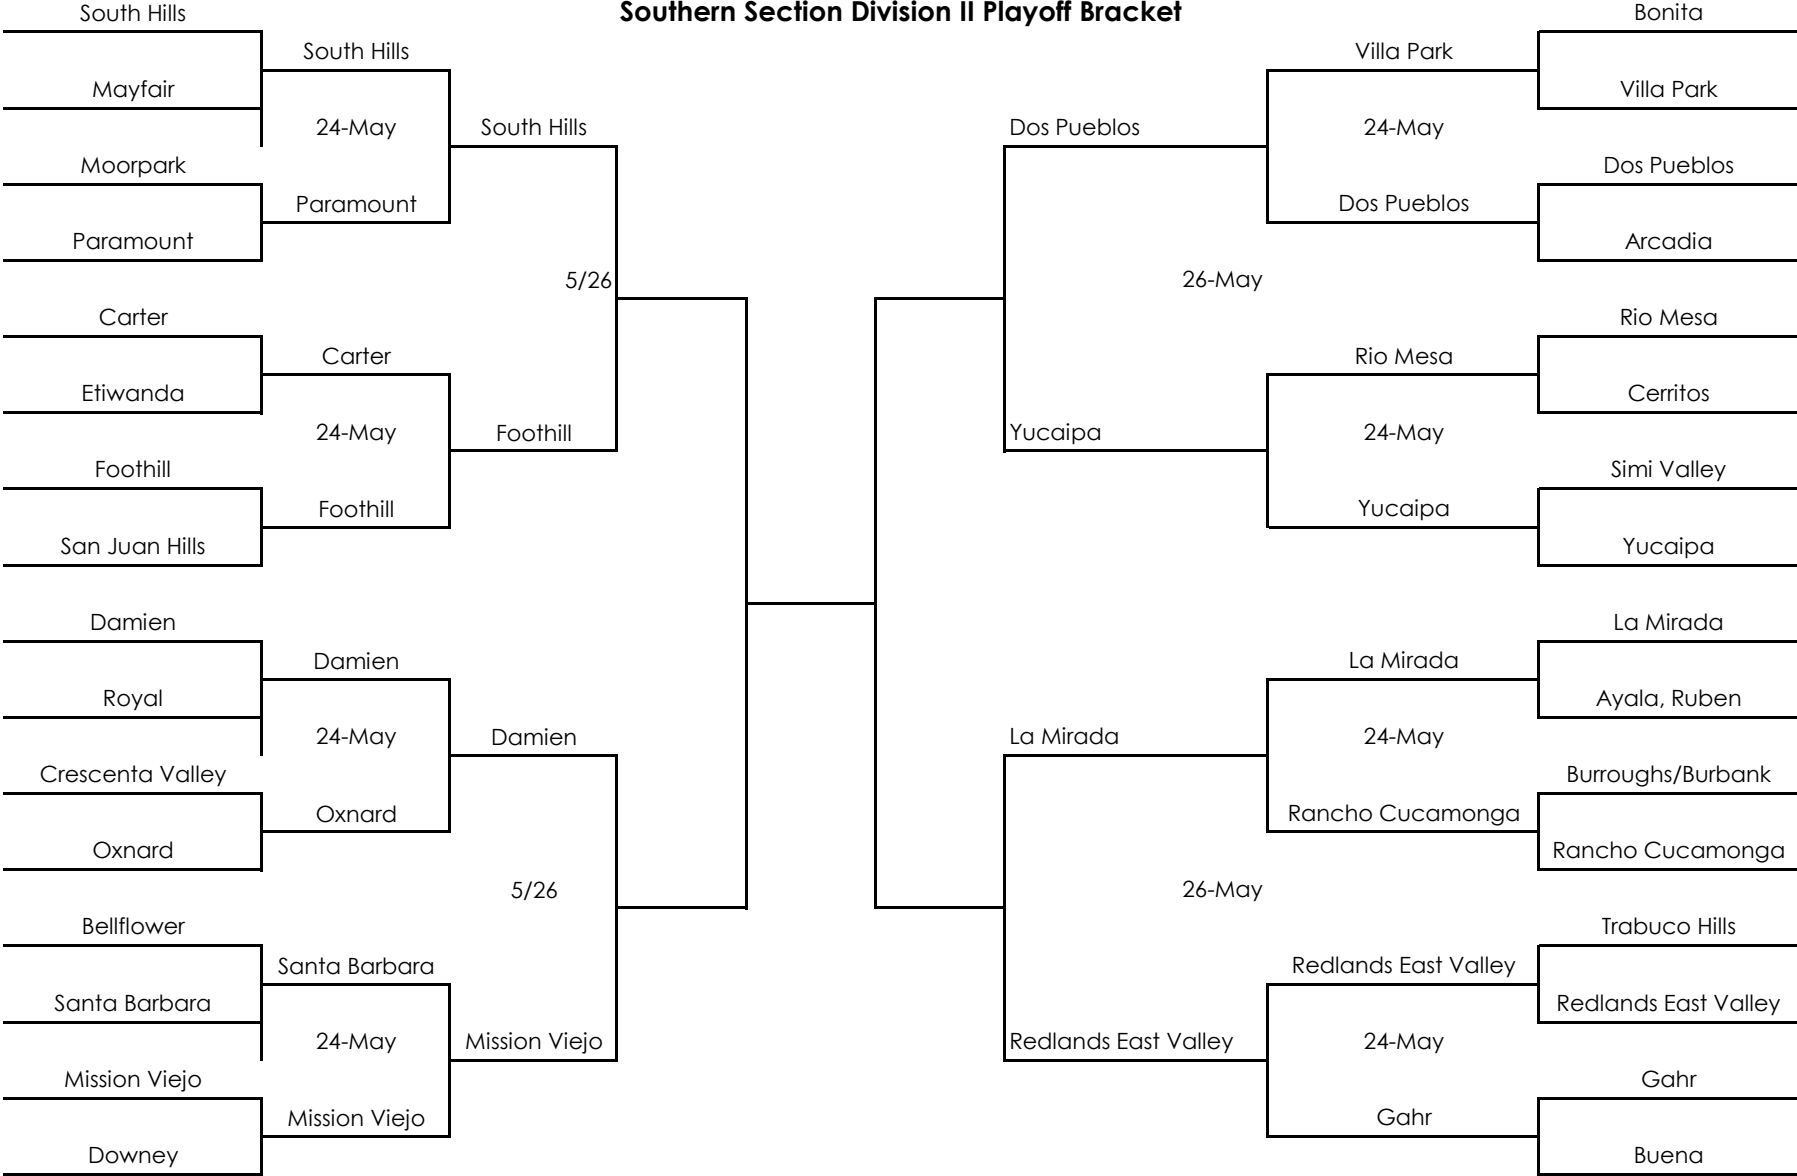 Southern Section Division II Playoff Bracket
South Hills
Mayfair
Moorpark
Paramount
Carter
Etiwanda
Foothill
San Juan Hills
Damien
Royal
Crescenta Valley
Oxnard
Bellflower
Santa Barbara
Mission Viejo
Downey
South Hills
24-May
Paramount
Carter
24-May
Foothill
Damien
24-May
Oxnard
Santa Barbara
24-May
Mission Viejo
South Hills
5/26
Foothill
Damien
5/26
Mission Viejo
Dos Pueblos
26-May
Yucaipa
La Mirada
26-May
Redlands East Valley
Villa Park
24-May
Dos Pueblos
Rio Mesa
24-May
Yucaipa
La Mirada
24-May
Rancho Cucamonga
Redlands East Valley
24-May
Gahr
Bonita
Villa Park
Dos Pueblos
Arcadia
Rio Mesa
Cerritos
Simi Valley
Yucaipa
La Mirada
Ayala, Ruben
Burroughs/Burbank
Rancho Cucamonga
Trabuco Hills
Redlands East Valley
Gahr
Buena